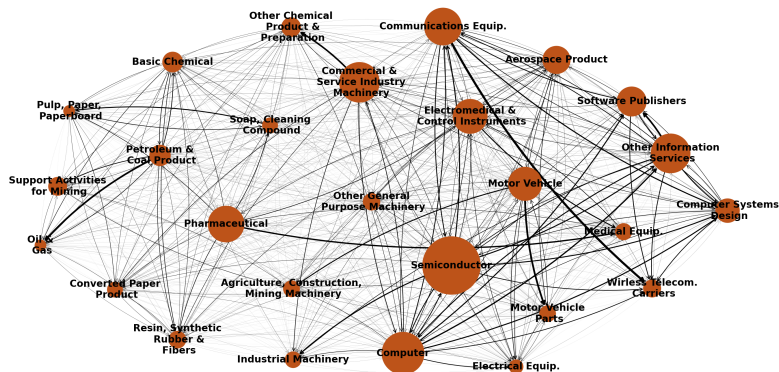 Other Chemical
Product &
Preparation
Communications Equip.
Basic Chemical
Commercial &
Service Industry
Machinery
Aerospace Product
Pulp, Paper,
Paperboard
Soap, Cleaning
Compound
Electromedical &
Control Instruments
Software Publishers
Petroleum &
Coal Product
Other Information
Services
Support Activities
for Mining
Motor Vehicle
Other General
Purpose Machinery
Computer Systems
Design
Pharmaceutical
Medical Equip.
Oil &
Gas
Semiconductor
Converted Paper
Product
Agriculture, Construction,
Mining Machinery
Wirless Telecom.
Carriers
Motor Vehicle
Parts
Resin, Synthetic
Rubber &
Fibers
Industrial Machinery
Computer
Electrical Equip.